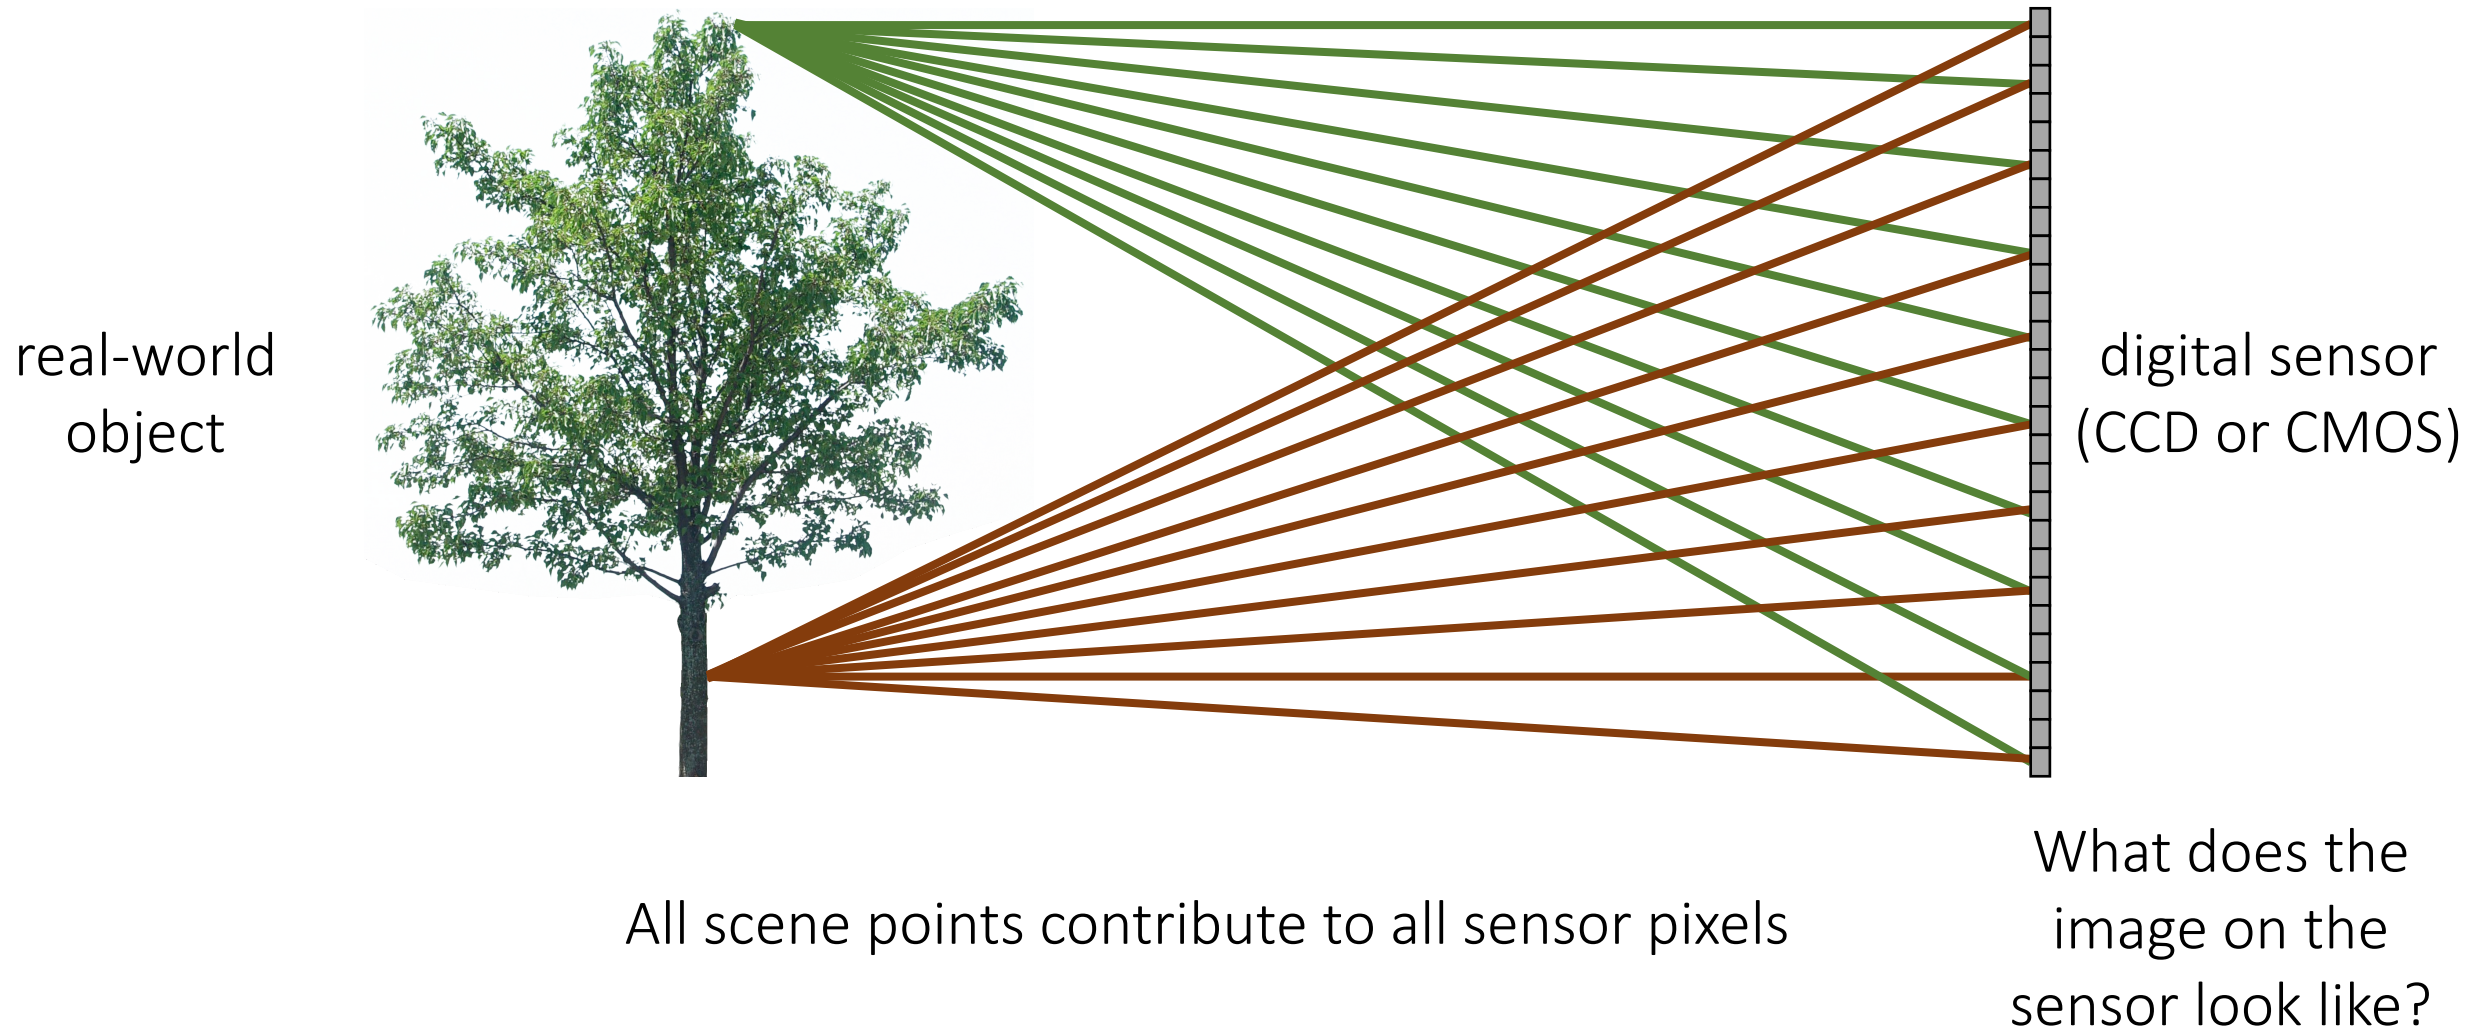 real-world
object
digital sensor
(CCD or CMOS)
All scene points contribute to all sensor pixels
What does the
image on the
sensor look like?